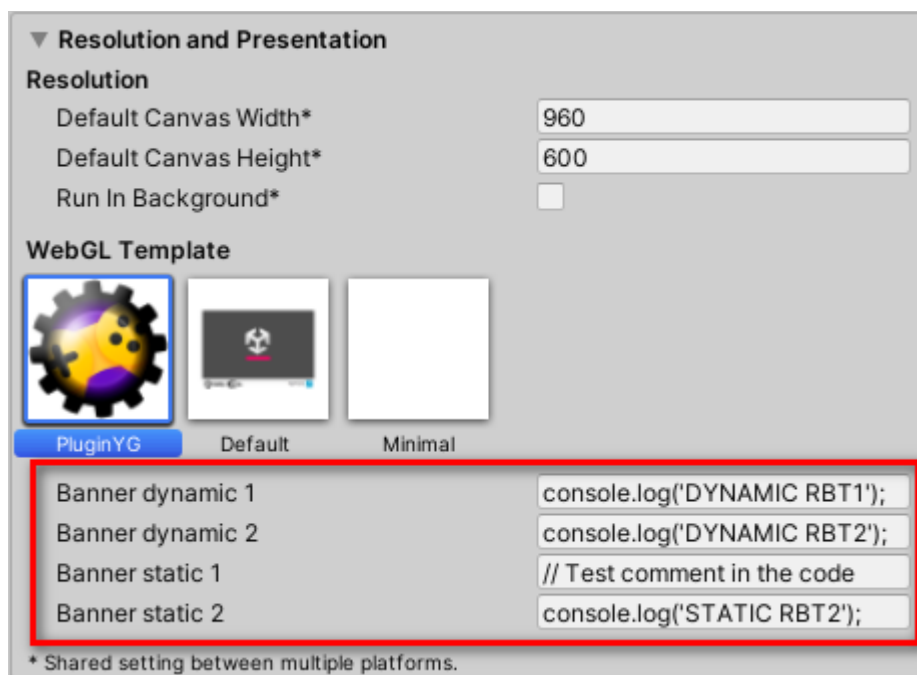 Resolution and Presentation
Resolution
Default Canvas Width* 960
Default Canvas Height* 600
Run In Background*
WebGL Template
PluginYG Default Minimal
Banner dynamic 1 console.log('DYNAMIC RBT1');
Banner dynamic 2 console.log('DYNAMIC RBT2');
Banner static 1 // Test comment in the code
Banner static 2 console.log('STATIC RBT2');
* Shared setting between multiple platforms.